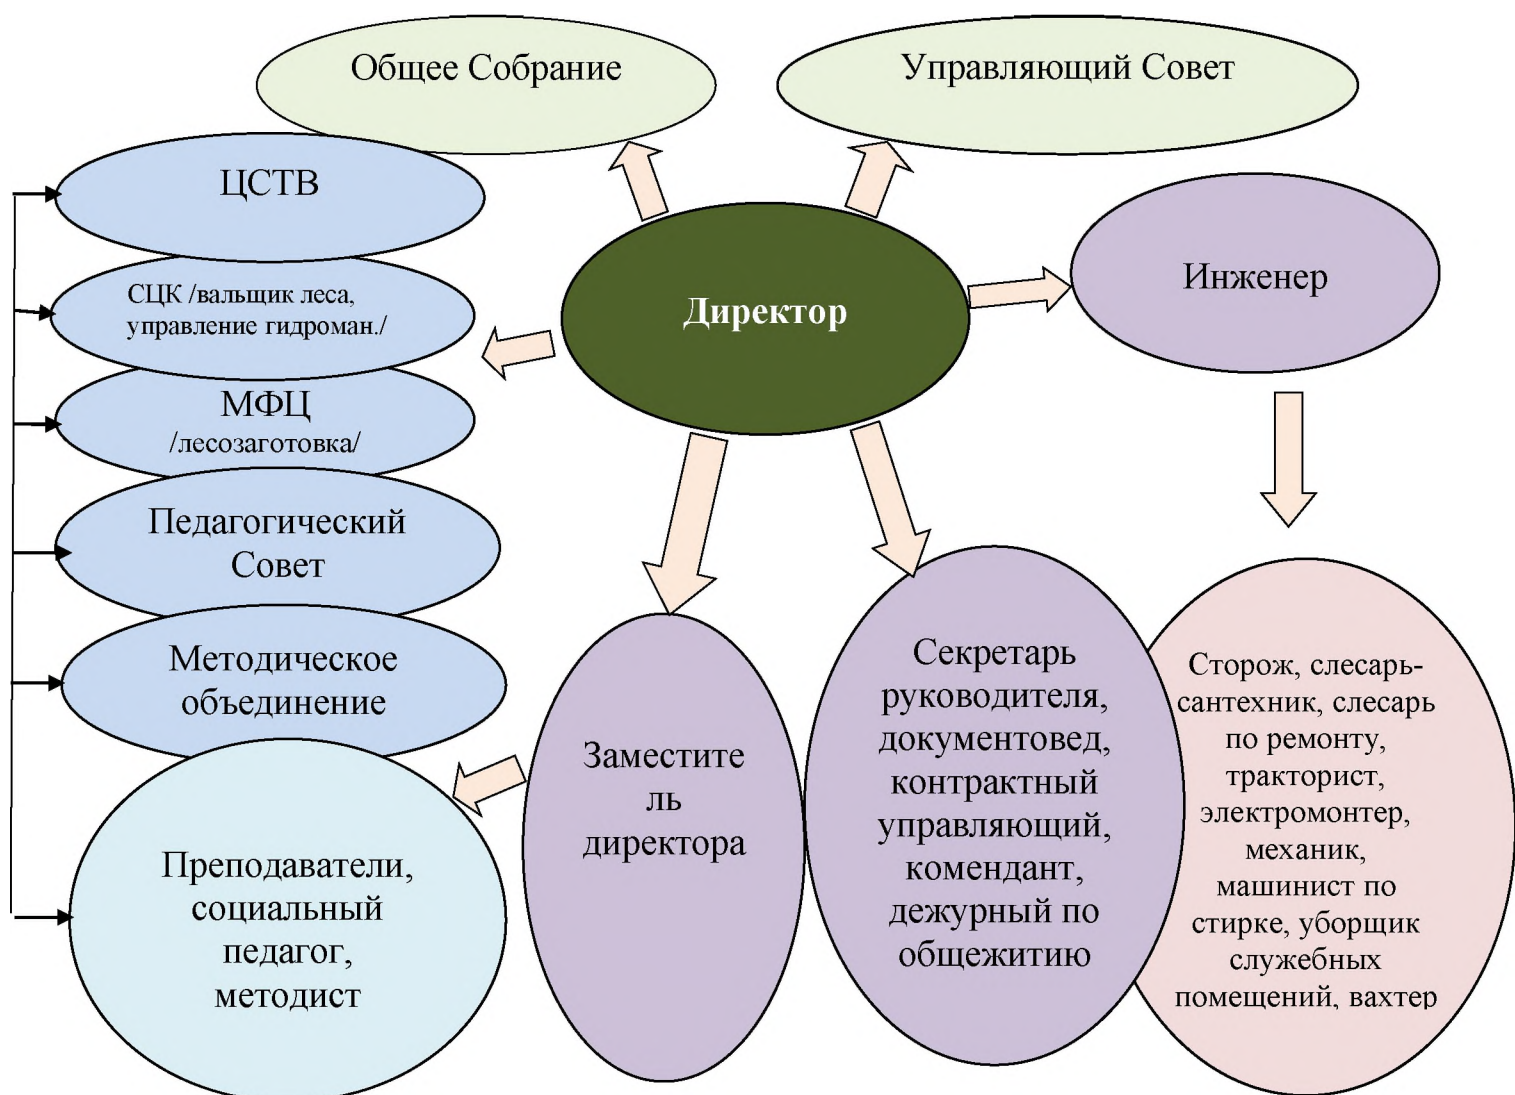 Общее Собрание
Управляющий Совет
ЦСТВ
Инженер
СЦК /вальщик леса,
управление гидроман./
Директор
МФЦ
/лесозаготовка/
Педагогический
Совет
Методическое
объединение
Преподаватели,
социальный
педагог,
методист
Заместите
ль
директора
Секретарь
руководителя,
документовед,
контрактный
управляющий,
комендант,
дежурный по
общежитию
Сторож, слесарь-
сантехник, слесарь
по ремонту,
тракторист,
электромонтер,
механик,
машинист по
стирке, уборщик
служебных
помещений, вахтер